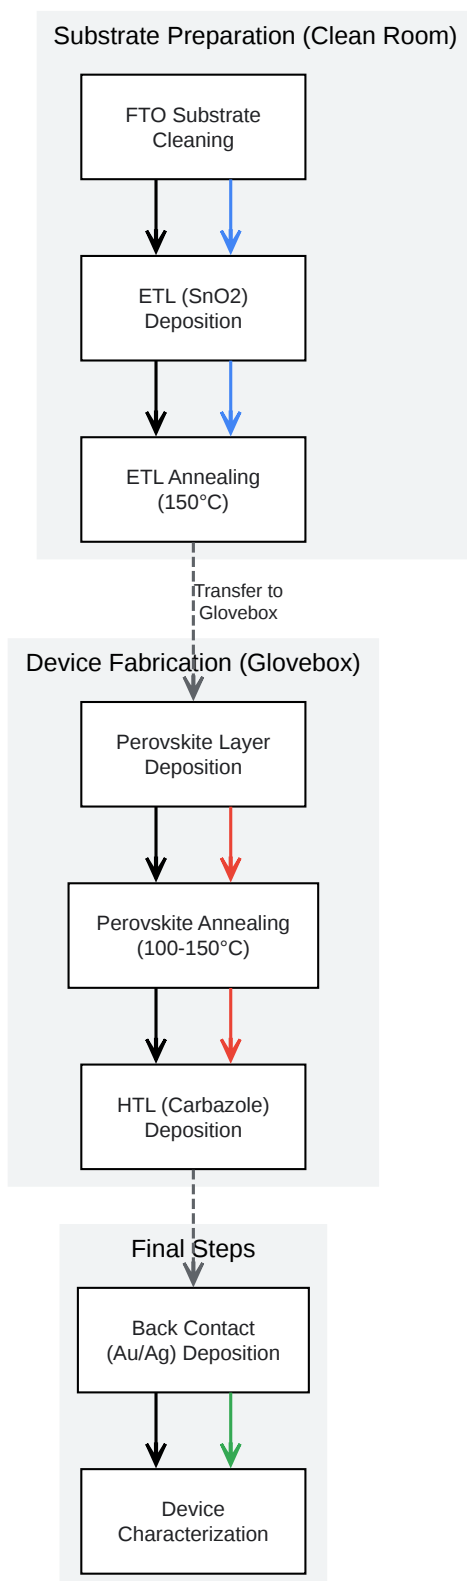 Substrate Preparation (Clean Room)
FTO Substrate
Cleaning
ETL (SnO2)
Deposition
ETL Annealing
(150°C)
Transfer to
Glovebox
Device Fabrication (Glovebox)
Perovskite Layer
Deposition
Perovskite Annealing
(100-150°C)
HTL (Carbazole)
Deposition
Final Steps
Back Contact
(Au/Ag) Deposition
Device
Characterization